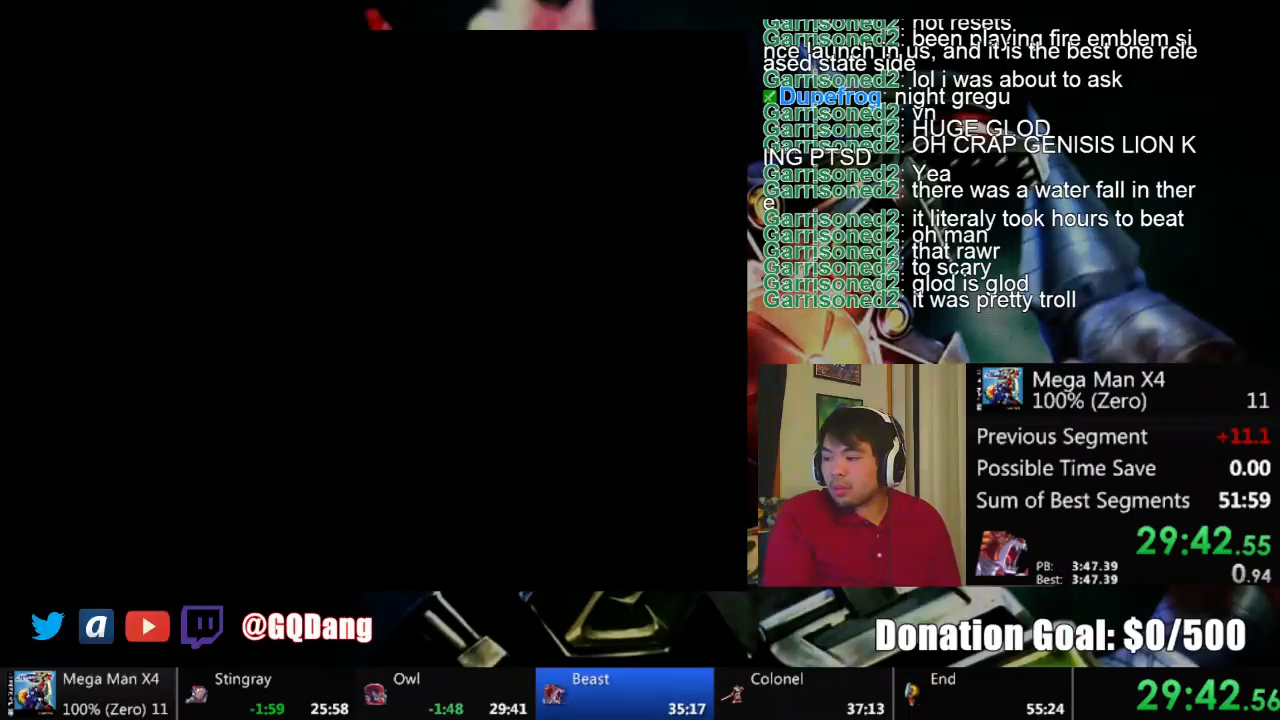 Garrisoned2: not resets
Garrisoned2: been playing fire emblem si
nce launch in us, and it is the best one rele
ased state side
Garrisoned2: lol i was about to ask
Dupefrog: night gregu
Garrisoned2: vn
Garrisoned2: HUGE GLOD
Garrisoned2: OH CRAP GENISIS LION K
ING PTSD
Garrisoned2: Yea
Garrisoned2: there was a water fall in ther
e
Garrisoned2: it literaly took hours to beat
Garrisoned2: oh man
Garrisoned2: that rawr
Garrisoned2: to scary
Garrisoned2: glod is glod
Garrisoned2: it was pretty troll
Mega Man X4
100% (Zero) 11
Previous Segment +11.1
Possible Time Save 0.00
Sum of Best Segments 51:59
29:42.55
PB: 3:47.39
Best: 3:47.39
0.94
a @GQDang
Donation Goal: $0/500
Mega Man X4
100% (Zero) 11
Stingray
-1:59 25:58
Owl
-1:48 29:41
Beast
35:17
Colonel
37:13
End
55:24
29:42.56